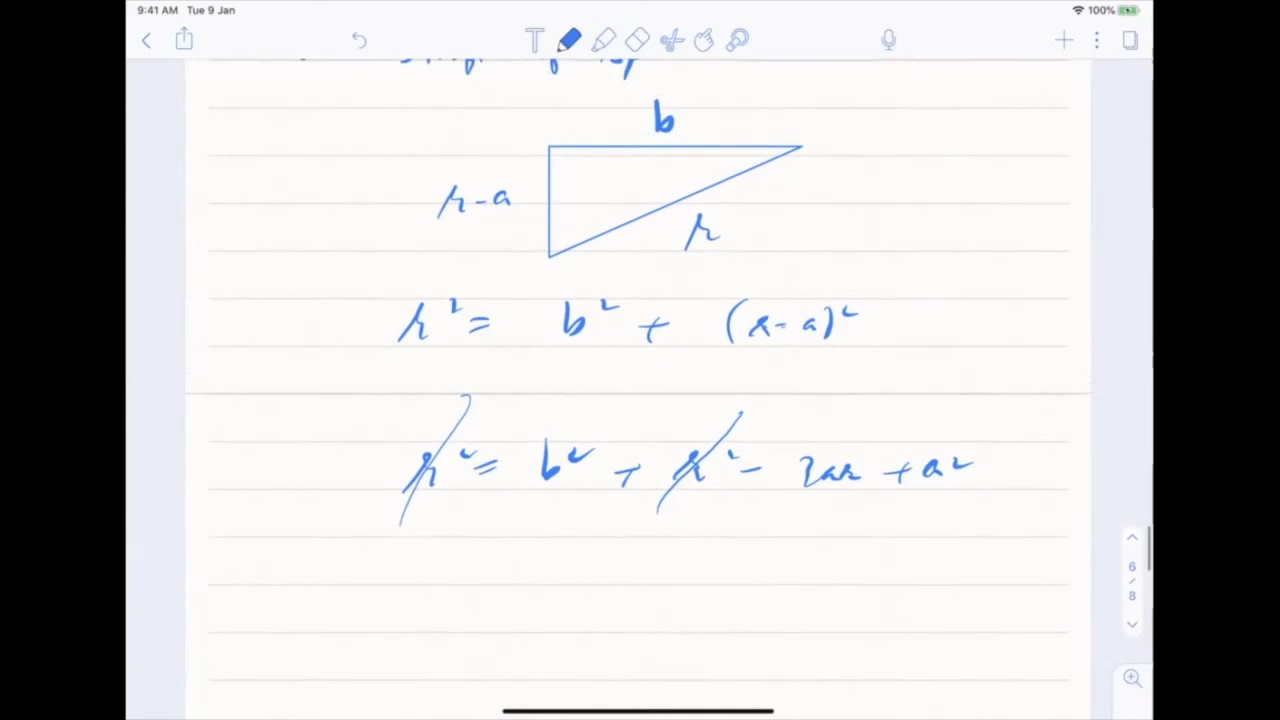 9:41 AM Tue 9 Jan
100%
T
b
r-a
r
r² = b² + (r-a)²
r² = b² + r² - 2ar + a²
6
/
8